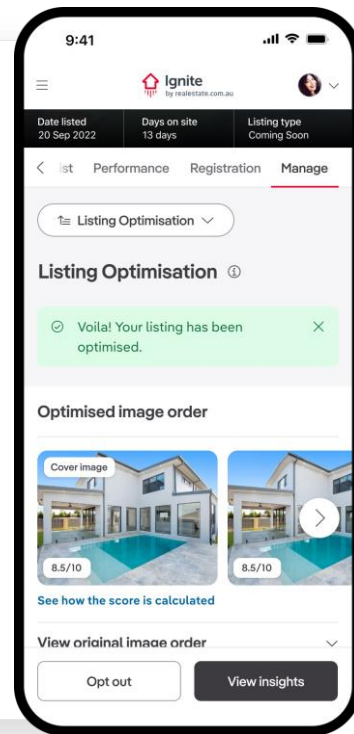 9:41
Ignite
by realestate.com.au
Date listed
20 Sep 2022
Days on site
13 days
Listing type
Coming Soon
ist Performance Registration Manage
Listing Optimisation
Listing Optimisation
Voila! Your listing has been
optimised.
Optimised image order
Cover image
8.5/10
8.5/10
See how the score is calculated
View original image order
Opt out
View insights